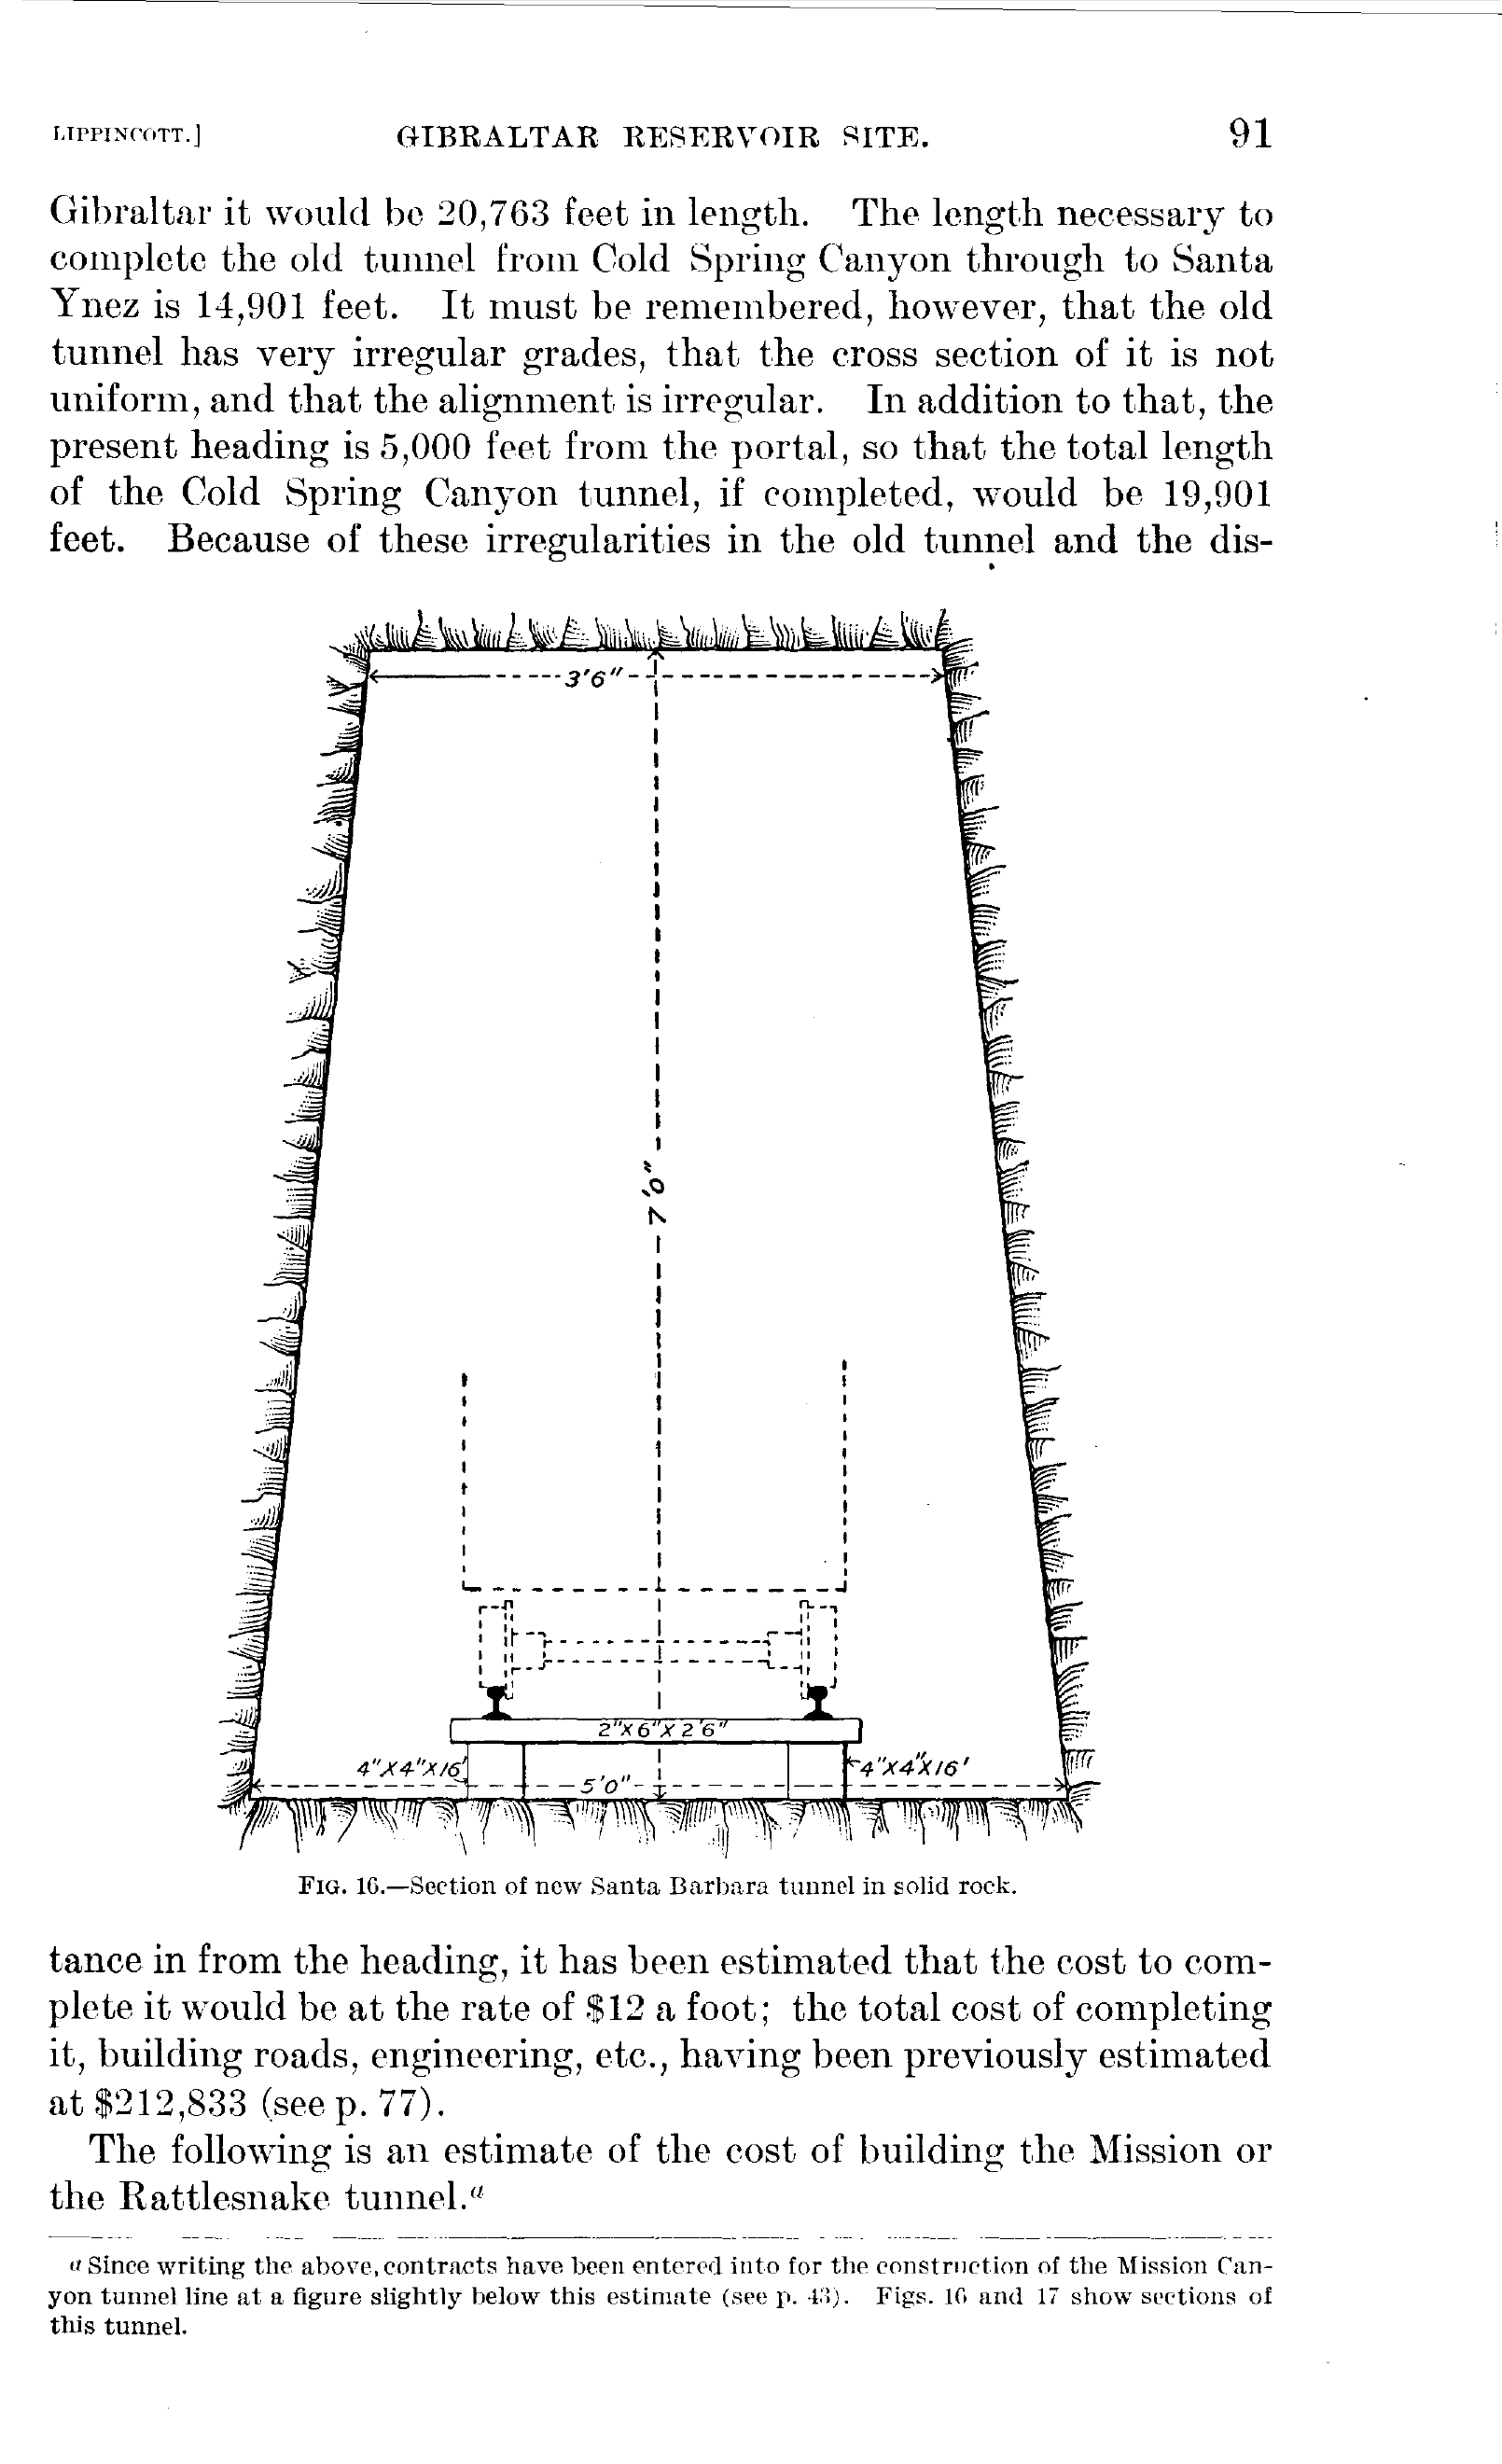 LIPPINCOTT.] GIBRALTAR RESERVOIR SITE. 91
Gibraltar it would be 20,763 feet in length. The length necessary to
complete the old tunnel from Cold Spring Canyon through to Santa
Ynez is 14,901 feet. It must be remembered, however, that the old
tunnel has very irregular grades, that the cross section of it is not
uniform, and that the alignment is irregular. In addition to that, the
present heading is 5,000 feet from the portal, so that the total length
of the Cold Spring Canyon tunnel, if completed, would be 19,901
feet. Because of these irregularities in the old tunnel and the dis-
3'6"
7'0"
2"X6"X2'6"
4"X4"X16'
4"X4"X16'
5'0"
FIG. 16.—Section of new Santa Barbara tunnel in solid rock.
tance in from the heading, it has been estimated that the cost to com-
plete it would be at the rate of $12 a foot; the total cost of completing
it, building roads, engineering, etc., having been previously estimated
at $212,833 (see p. 77).
The following is an estimate of the cost of building the Mission or
the Rattlesnake tunnel.a
a Since writing the above, contracts have been entered into for the construction of the Mission Can-
yon tunnel line at a figure slightly below this estimate (see p. 43). Figs. 16 and 17 show sections of
this tunnel.